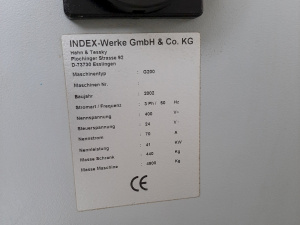 INDEX-Werke GmbH & Co. KG
Hahn & Tessky
Plochinger Strasse 92
D-73730 Esslingen
Maschinentyp : G200
Maschinen Nr :
Baujahr : 2002
Stromart / Frequenz : 3 PH / 50 Hz
Nennspannung : 400 V~
Steuerspannung : 24 V
Nennstrom : 70 A
Nennleistung : 41 KW
Masse Schrank : 440 Kg
Masse Maschine : 4800 Kg
CE